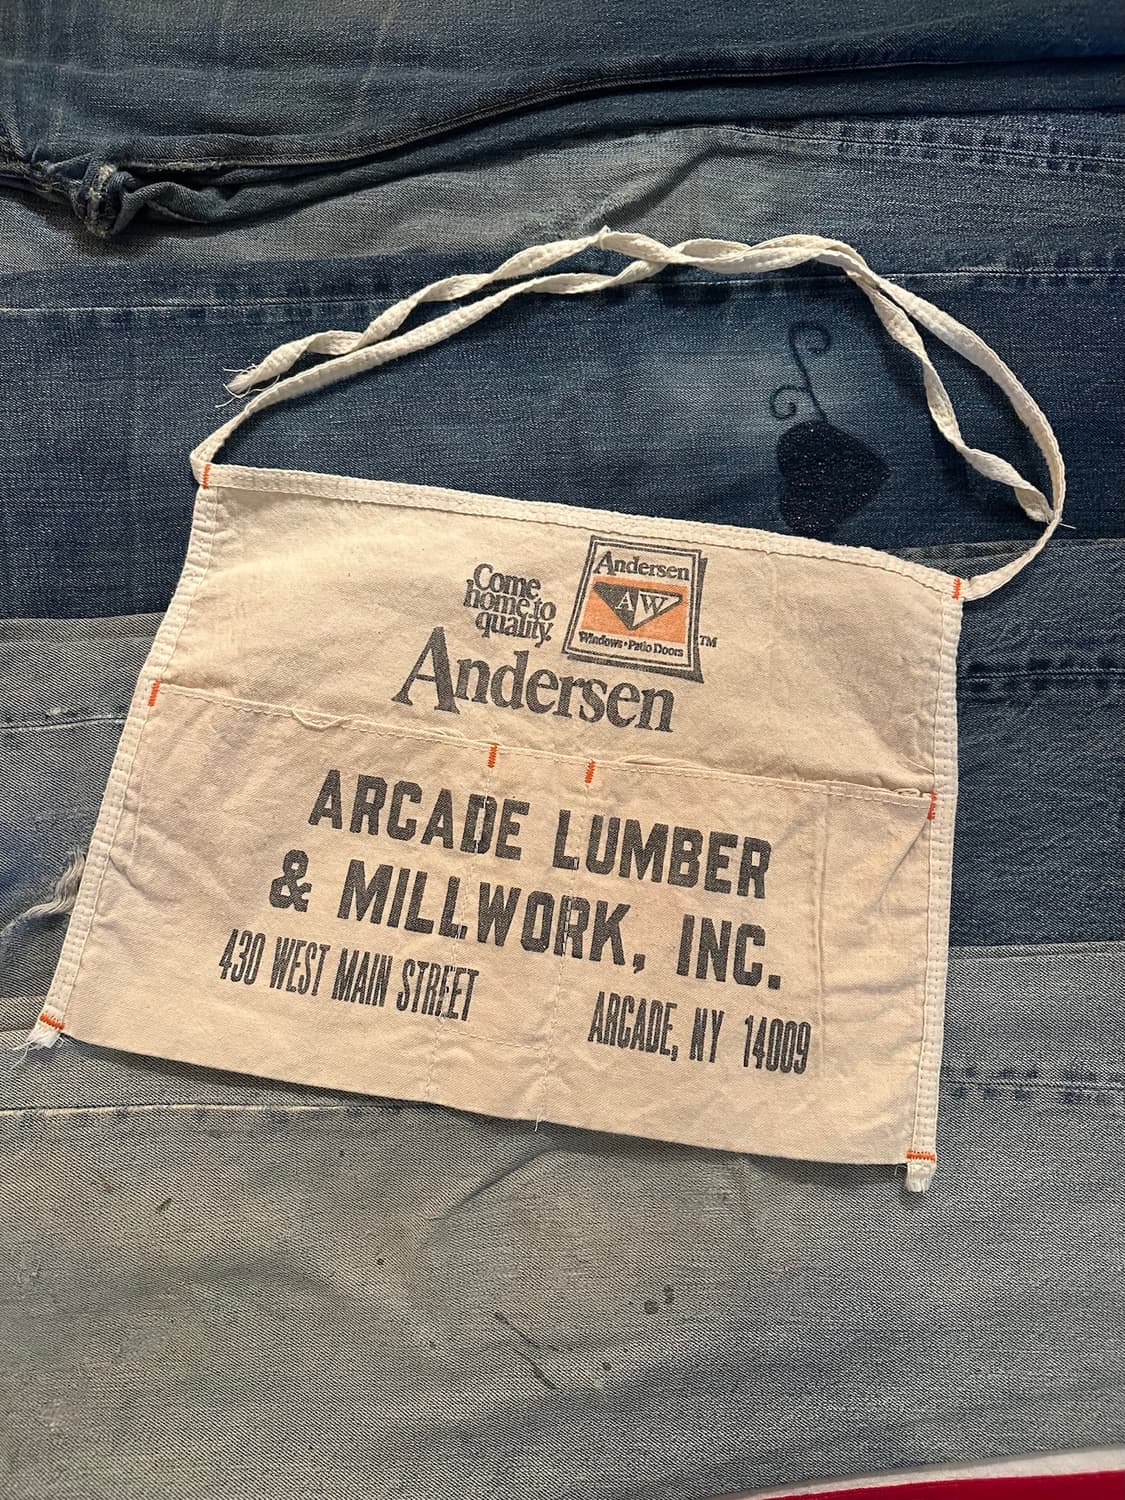 Come
home to
quality.
Andersen
Andersen
AW
Windows • Patio Doors
TM
ARCADE LUMBER
& MILLWORK, INC.
430 WEST MAIN STREET
ARCADE, NY 14009